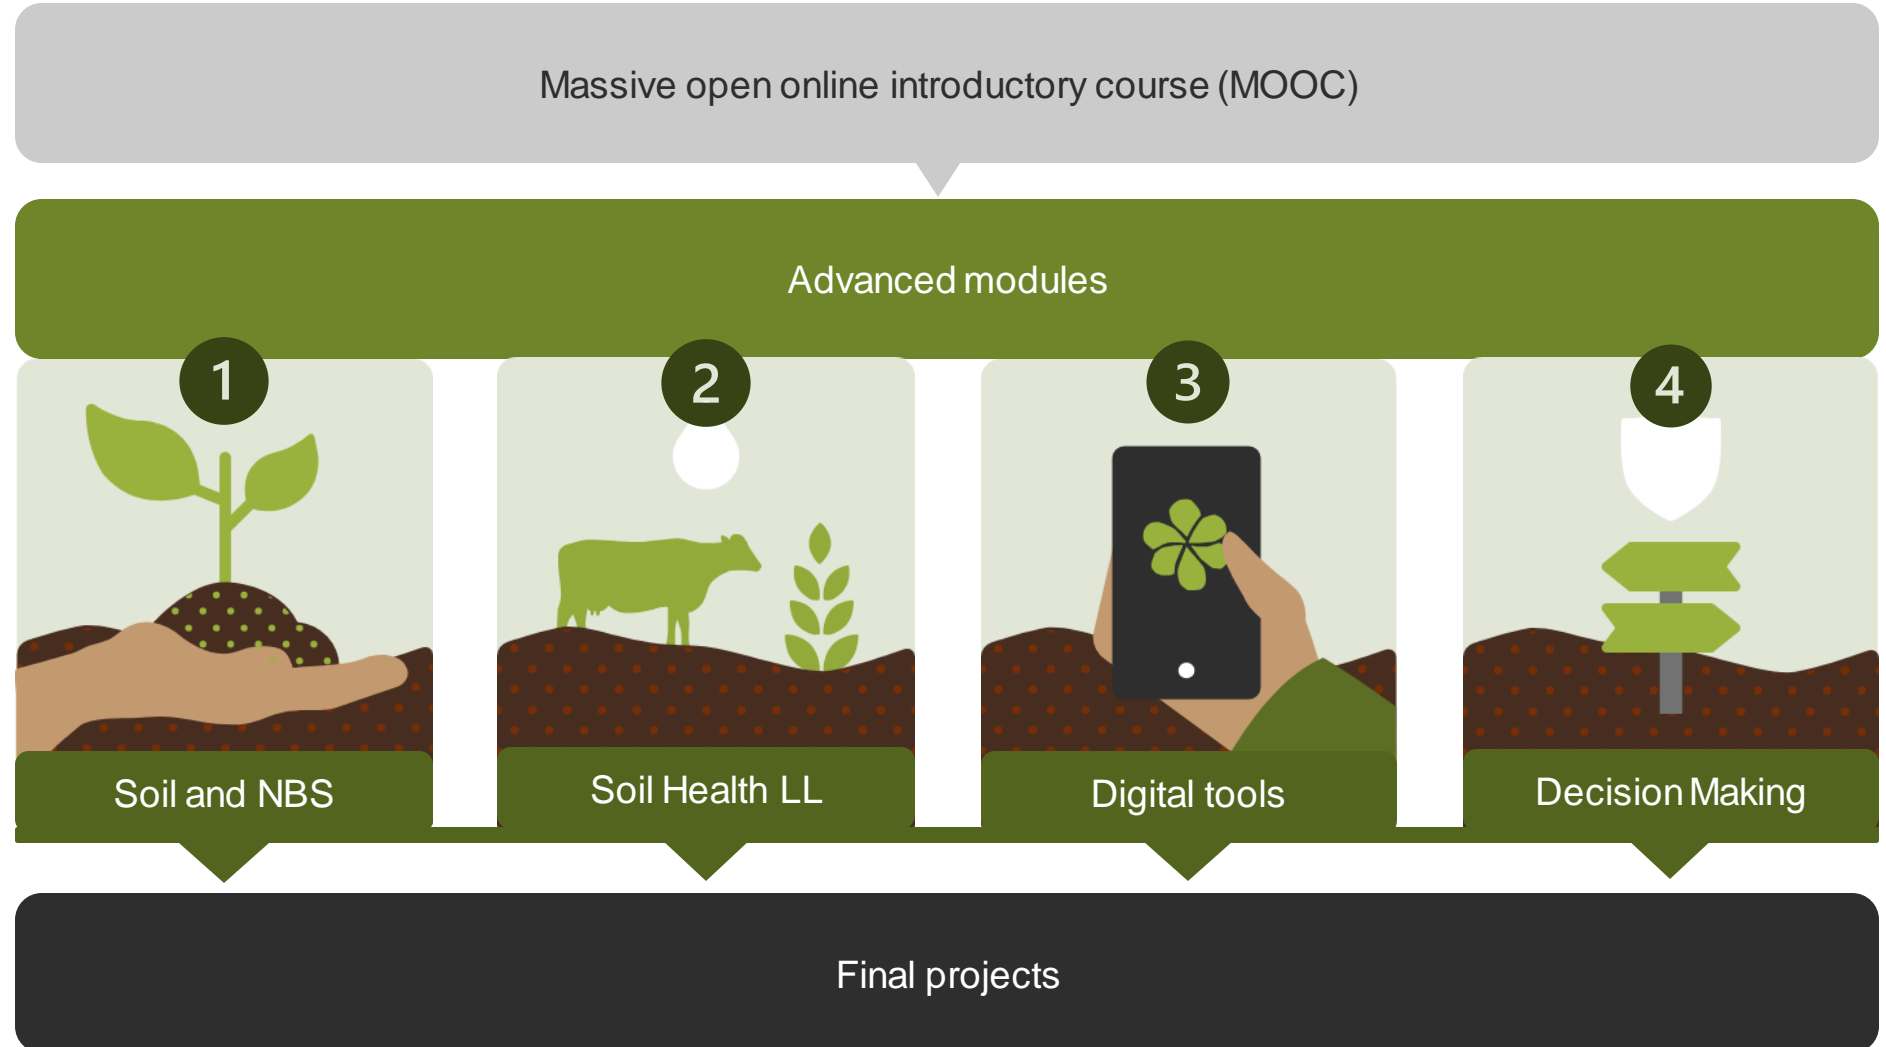 Massive open online introductory course (MOOC)
Advanced modules
1
2
3
4
Soil and NBS
Soil Health LL
Digital tools
Decision Making
Final projects